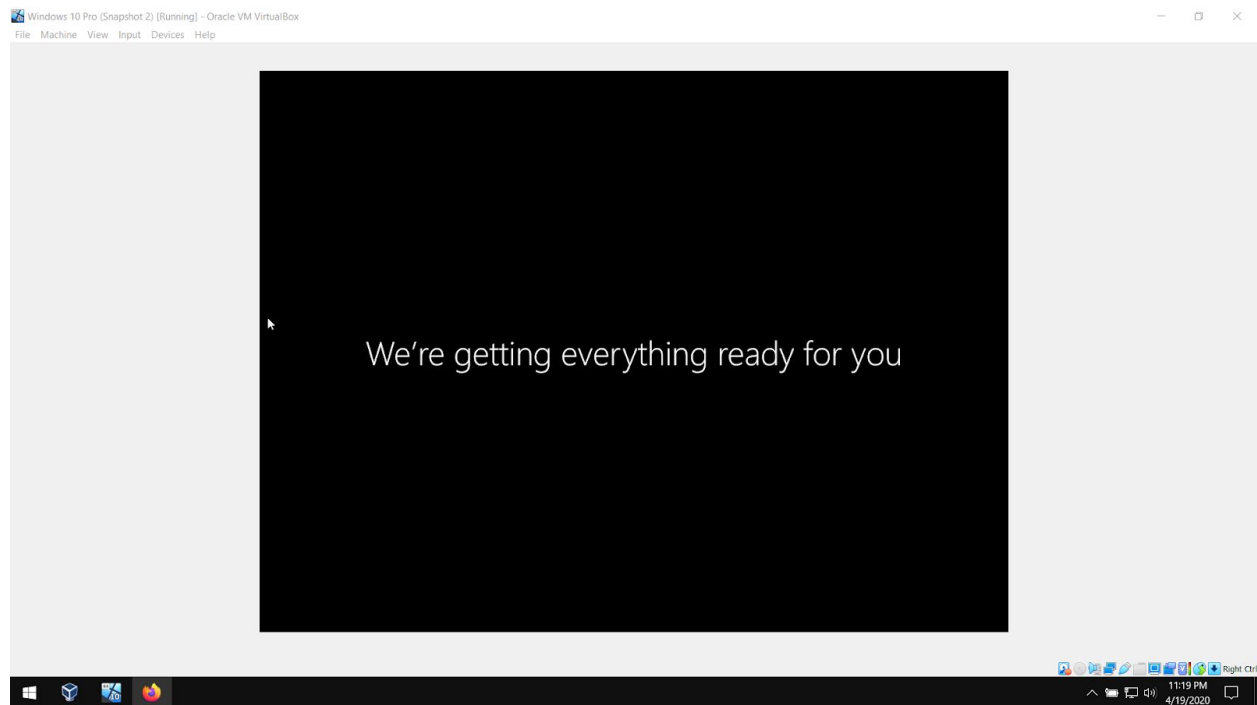 Windows 10 Pro (Snapshot 2) [Running] - Oracle VM VirtualBox
File Machine View Input Devices Help
We're getting everything ready for you
Right Ctrl
11:19 PM
4/19/2020